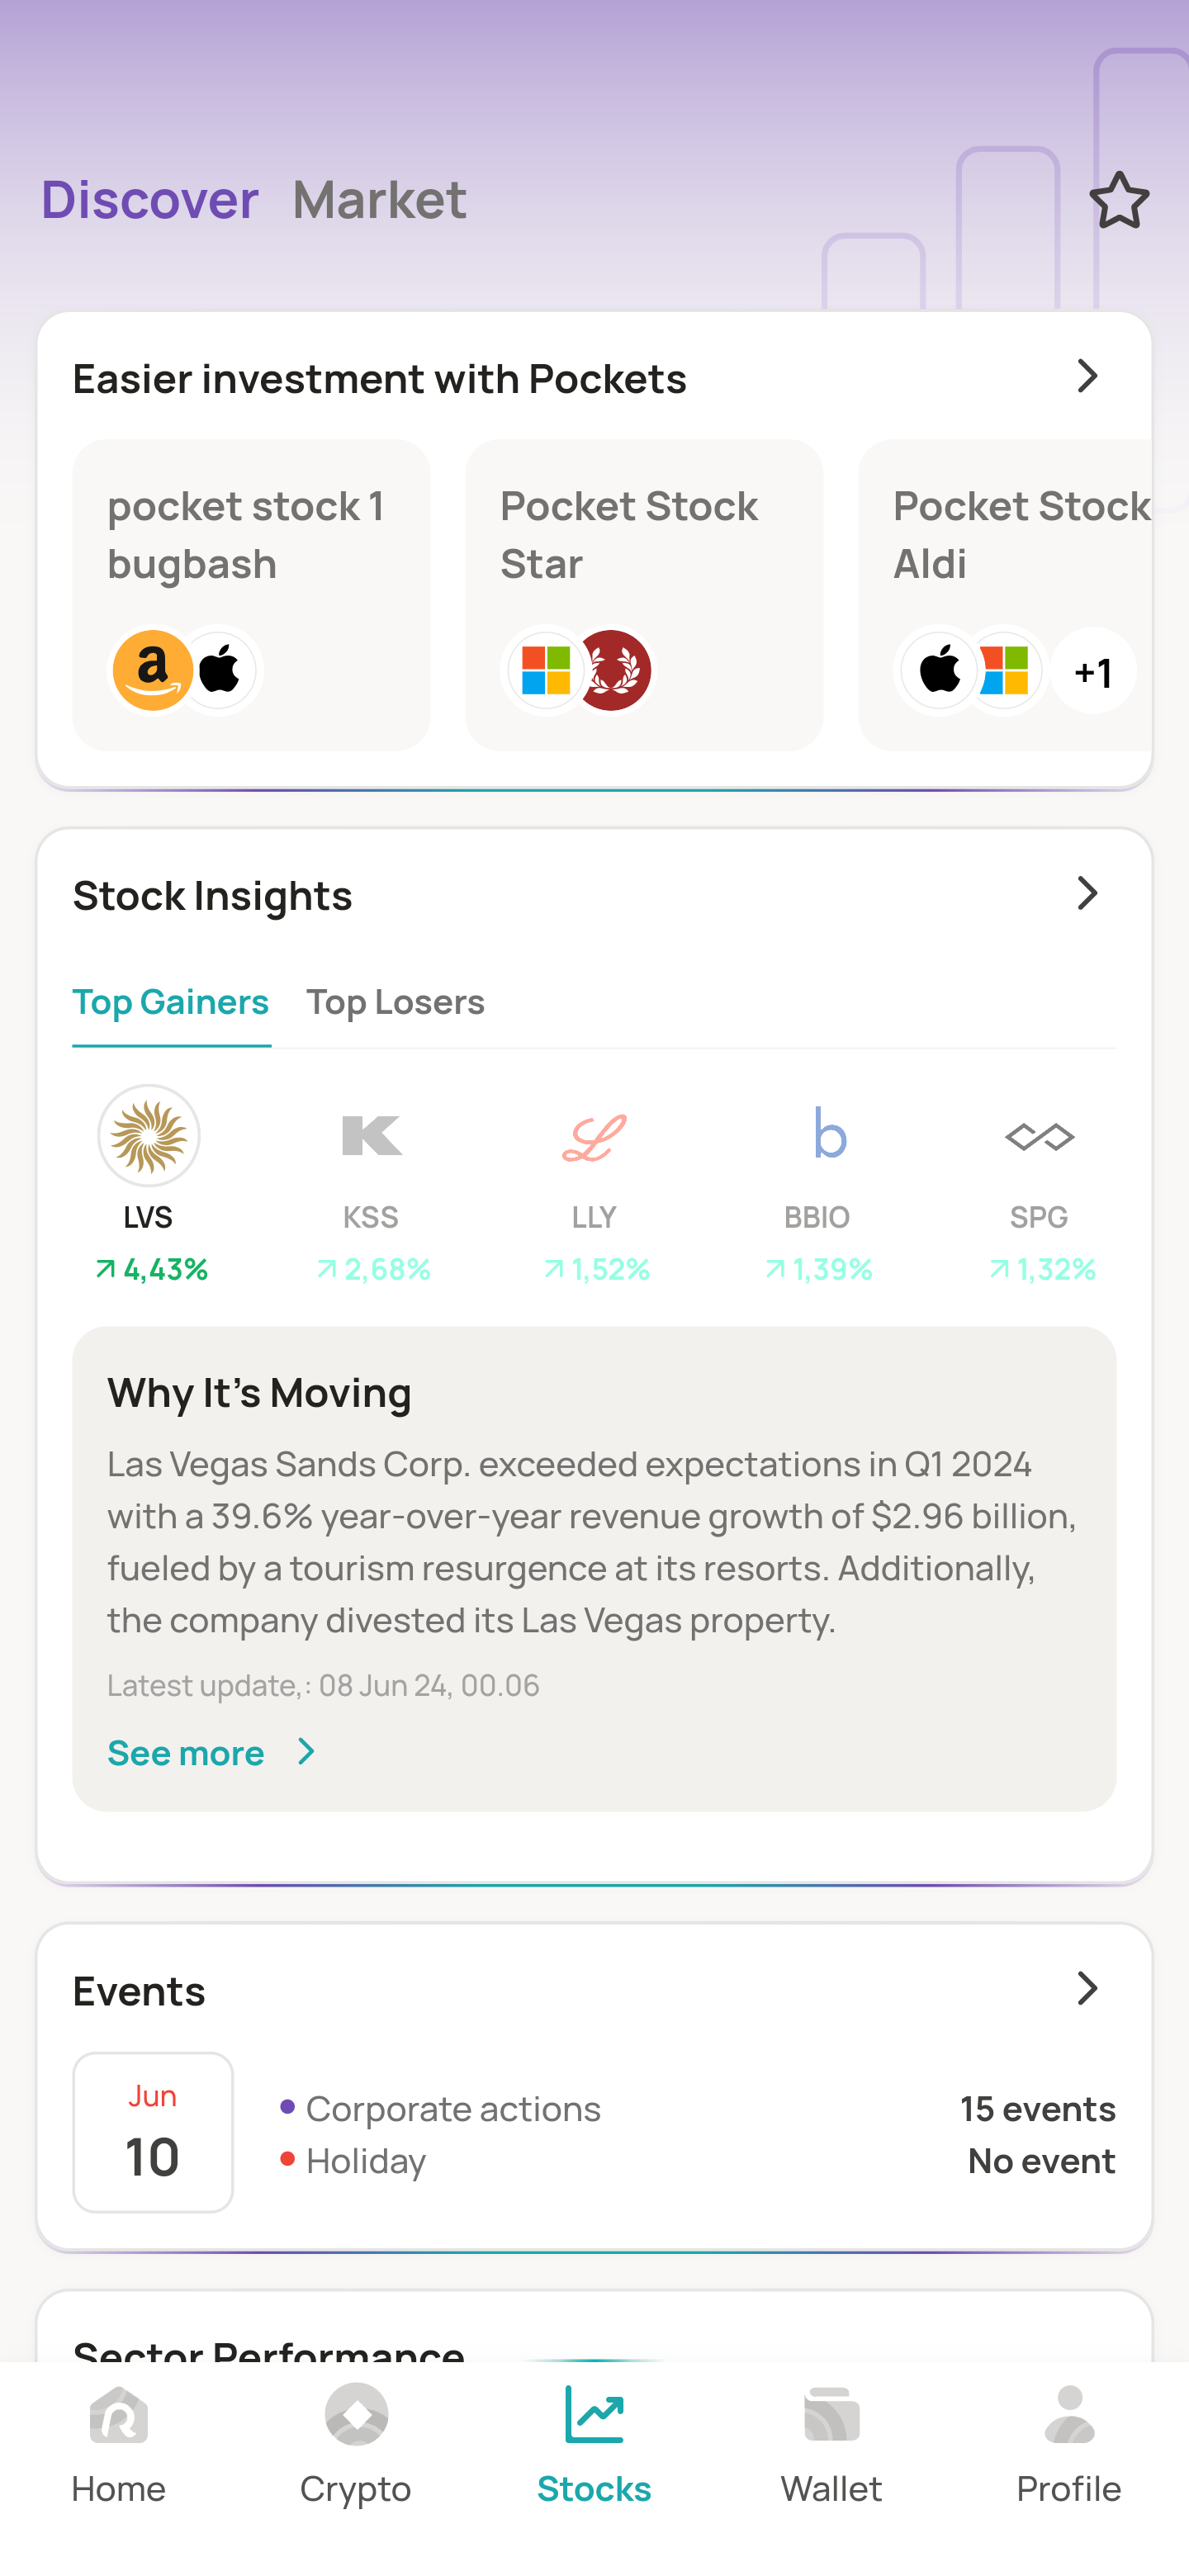 Discover Market
Easier investment with Pockets
pocket stock 1
bugbash
Pocket Stock
Star
Pocket Stock
Aldi
a
+1
Stock Insights
Top Gainers Top Losers
LVS KSS LLY BBIO SPG
4,43% 2,68% 1,52% 1,39% 1,32%
Why It's Moving
Las Vegas Sands Corp. exceeded expectations in Q1 2024
with a 39.6% year-over-year revenue growth of $2.96 billion,
fueled by a tourism resurgence at its resorts. Additionally,
the company divested its Las Vegas property.
Latest update,: 08 Jun 24, 00.06
See more
Events
Jun
10
Corporate actions 15 events
Holiday No event
Sector Performance
Home Crypto Stocks Wallet Profile